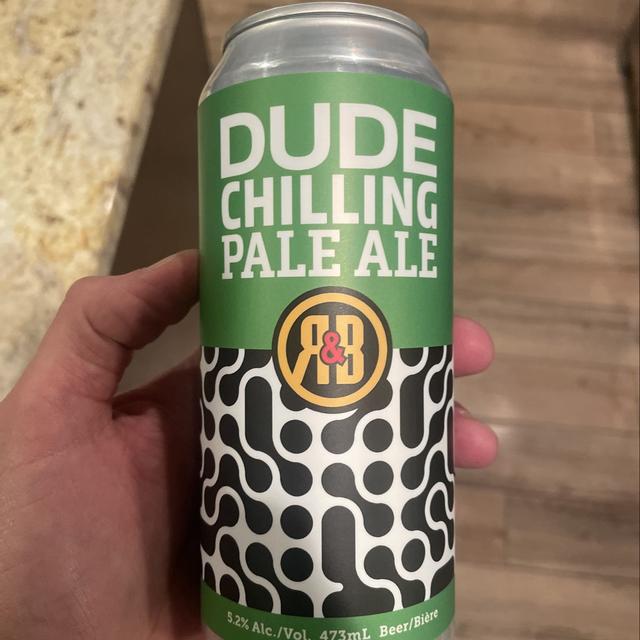 DUDE
CHILLING
PALE ALE
R&B
5.2% Alc./Vol. 473mL Beer/Bière